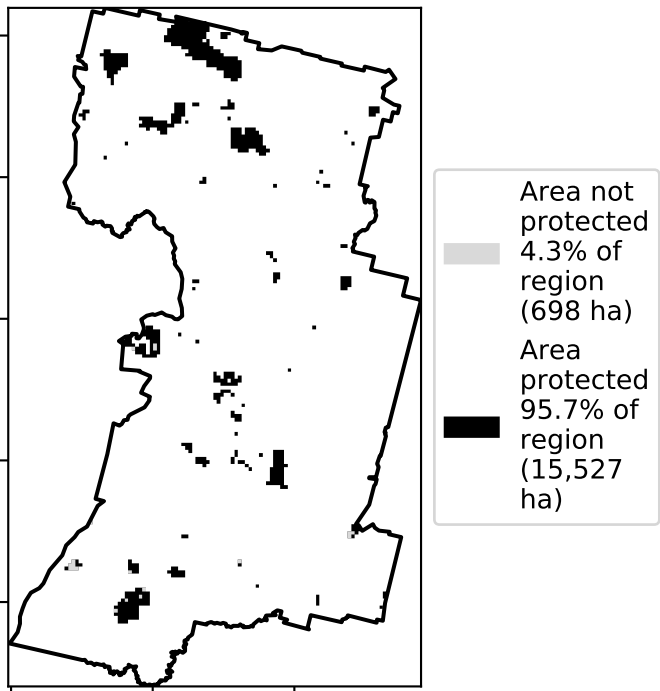 Area not
protected
4.3% of
region
(698 ha)
Area
protected
95.7% of
region
(15,527
ha)